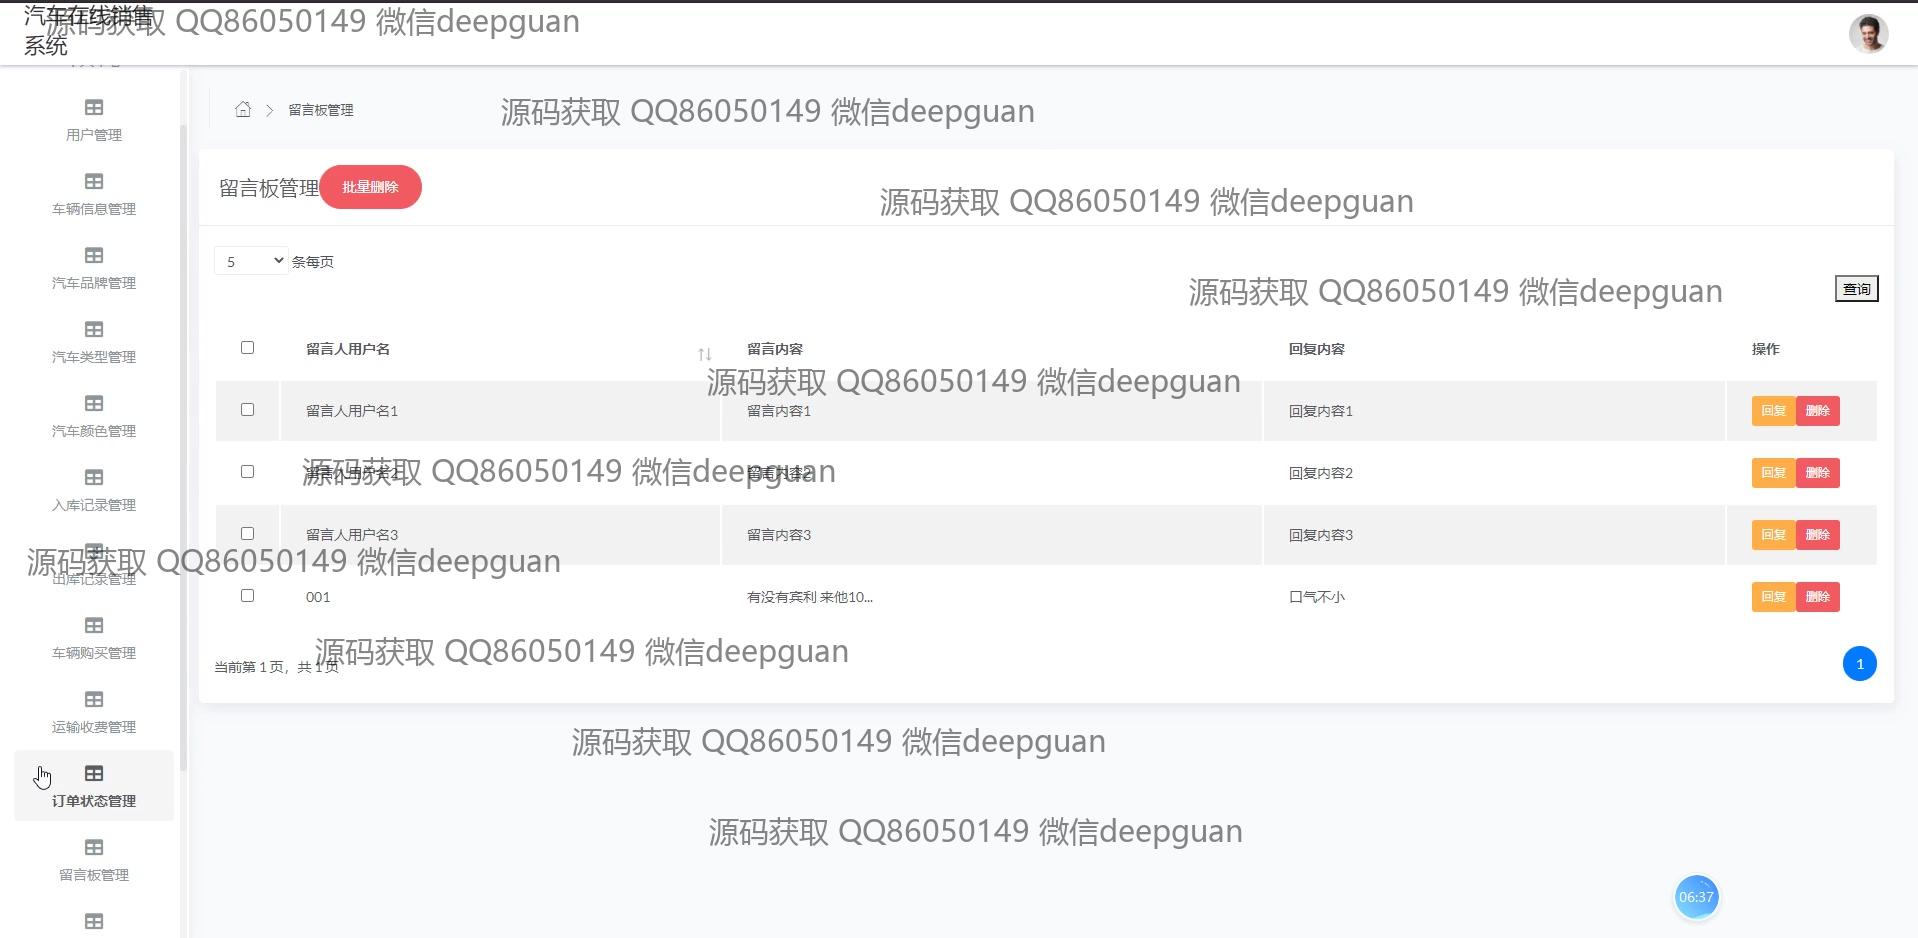 汽车在线销售
系统
源码获取 QQ86050149 微信deepguan
用户管理
车辆信息管理
汽车品牌管理
汽车类型管理
汽车颜色管理
入库记录管理
出库记录管理
车辆购买管理
运输收费管理
订单状态管理
留言板管理
留言板管理
源码获取 QQ86050149 微信deepguan
留言板管理 批量删除
源码获取 QQ86050149 微信deepguan
5 条每页
源码获取 QQ86050149 微信deepguan
查询
留言人用户名 留言内容 回复内容 操作
源码获取 QQ86050149 微信deepguan
留言人用户名1 留言内容1 回复内容1 回复 删除
源码获取 QQ86050149 微信deepguan
留言人用户名2 留言内容2 回复内容2 回复 删除
留言人用户名3 留言内容3 回复内容3 回复 删除
源码获取 QQ86050149 微信deepguan
001 有没有宾利 来他10... 口气不小 回复 删除
源码获取 QQ86050149 微信deepguan
当前第 1 页，共 1 页 1
源码获取 QQ86050149 微信deepguan
源码获取 QQ86050149 微信deepguan
06:37